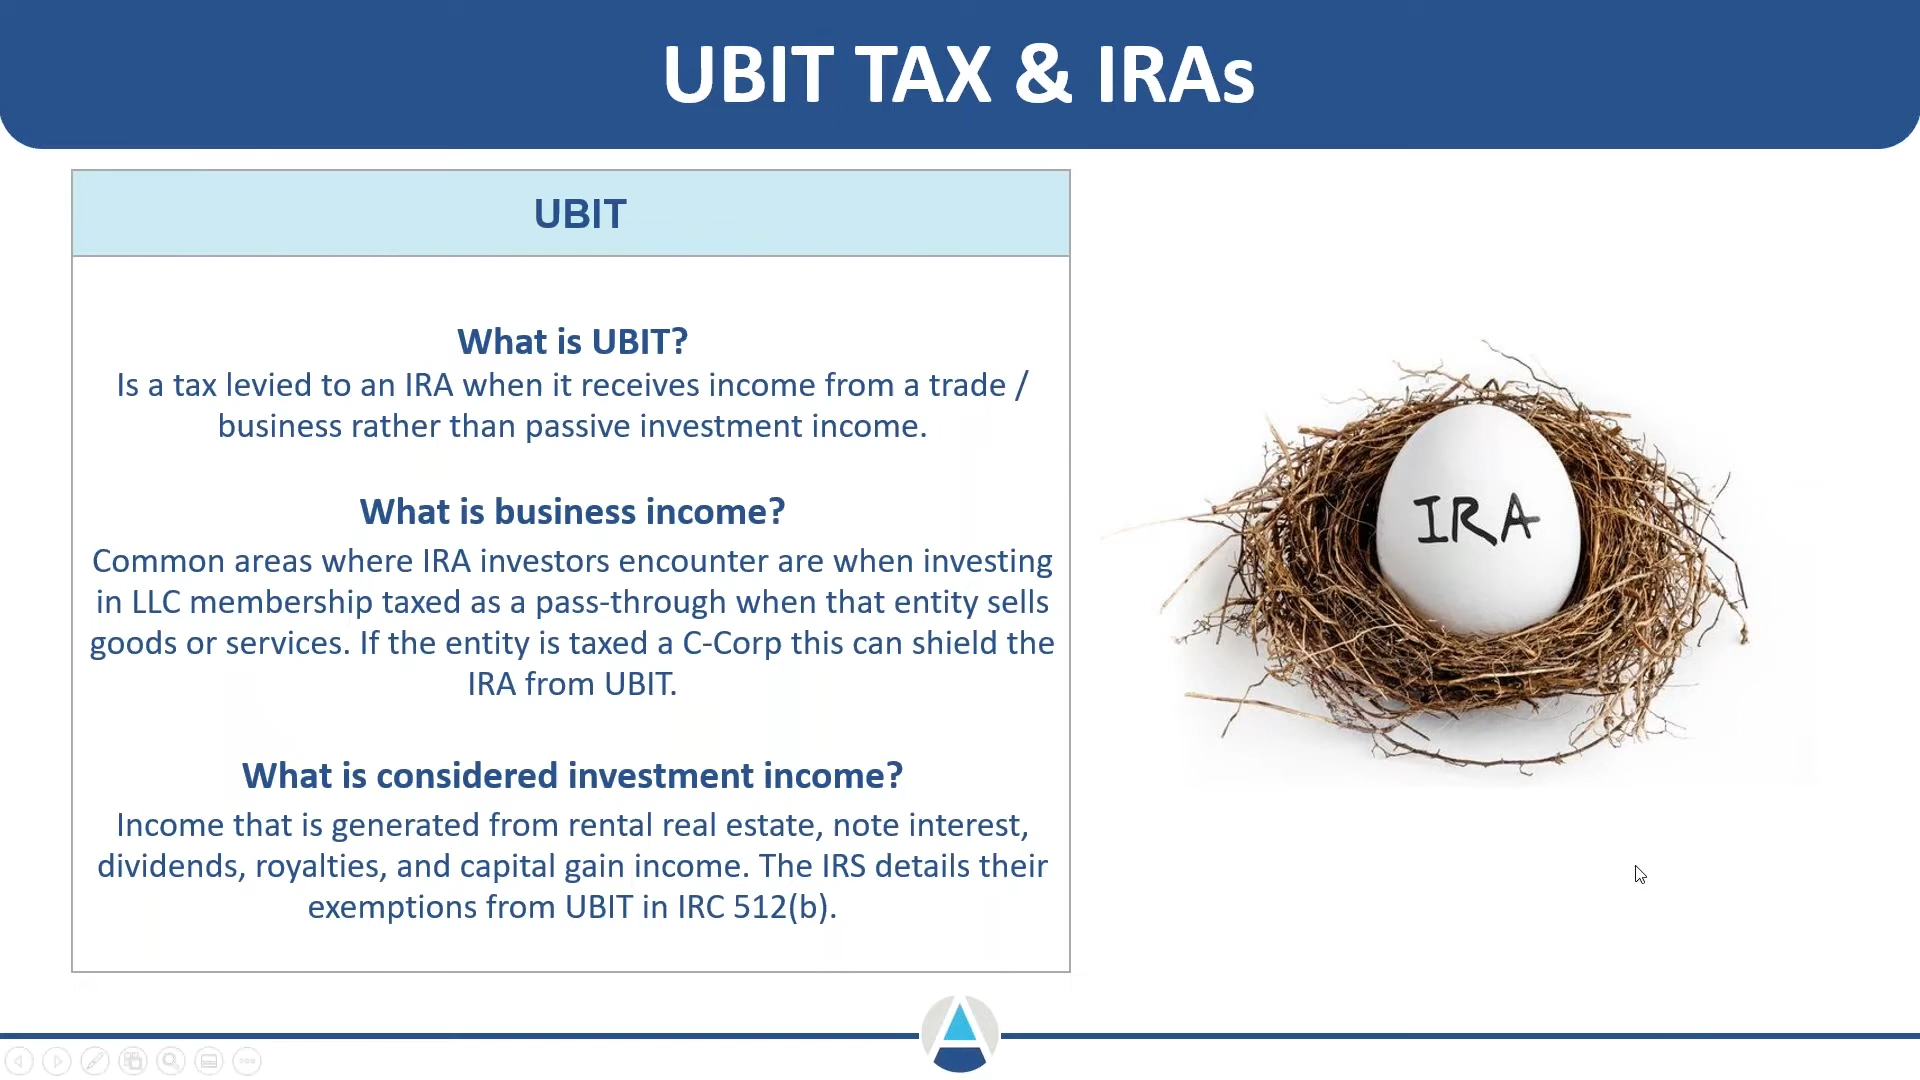 UBIT TAX & IRAs
UBIT
What is UBIT?
Is a tax levied to an IRA when it receives income from a trade /
business rather than passive investment income.
What is business income?
Common areas where IRA investors encounter are when investing
in LLC membership taxed as a pass-through when that entity sells
goods or services. If the entity is taxed a C-Corp this can shield the
IRA from UBIT.
What is considered investment income?
Income that is generated from rental real estate, note interest,
dividends, royalties, and capital gain income. The IRS details their
exemptions from UBIT in IRC 512(b).
IRA